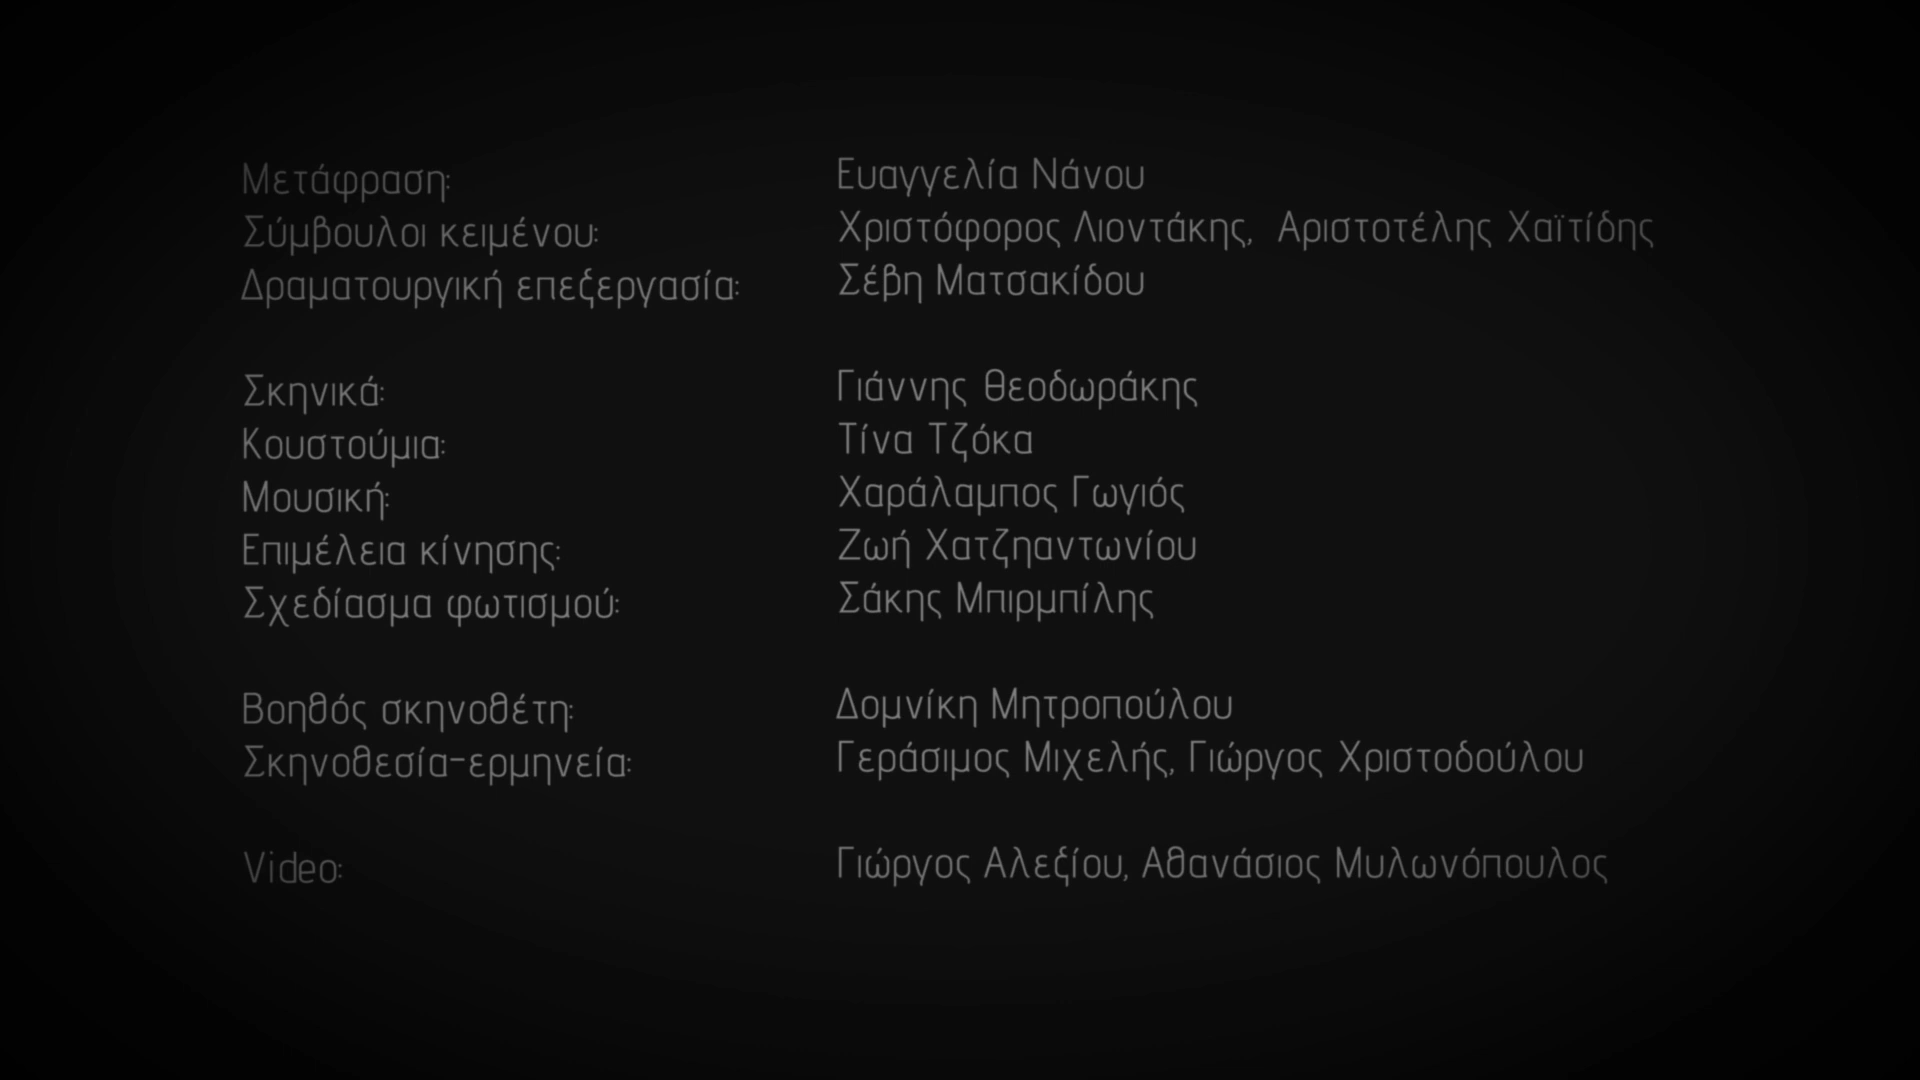 Μετάφραση: Ευαγγελία Νάνου
Σύμβουλοι κειμένου: Χριστόφορος Λιοντάκης, Αριστοτέλης Χαϊτίδης
Δραματουργική επεξεργασία: Σέβη Ματσακίδου
Σκηνικά: Γιάννης Θεοδωράκης
Κουστούμια: Τίνα Τζόκα
Μουσική: Χαράλαμπος Γωγιός
Επιμέλεια κίνησης: Ζωή Χατζηαντωνίου
Σχεδίασμα φωτισμού: Σάκης Μπιρμπίλης
Βοηθός σκηνοθέτη: Δομνίκη Μητροπούλου
Σκηνοθεσία-ερμηνεία: Γεράσιμος Μιχελής, Γιώργος Χριστοδούλου
Video: Γιώργος Αλεξίου, Αθανάσιος Μυλωνόπουλος